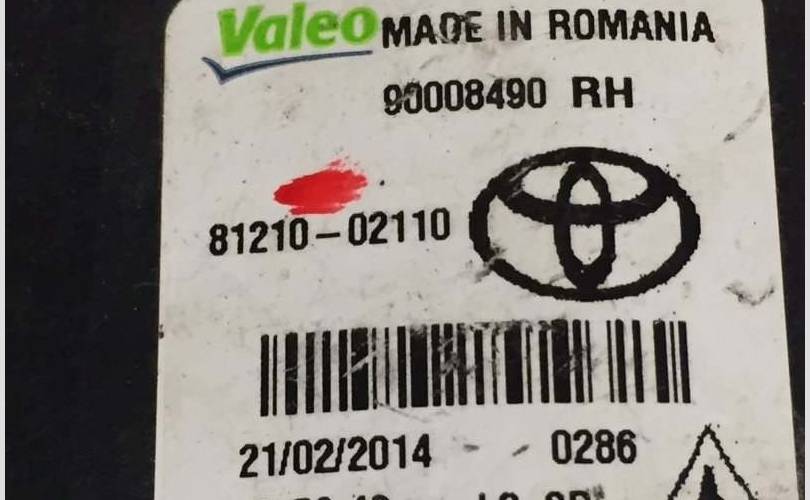 Valeo MADE IN ROMANIA
90008490 RH
81210-02110
21/02/2014 0286